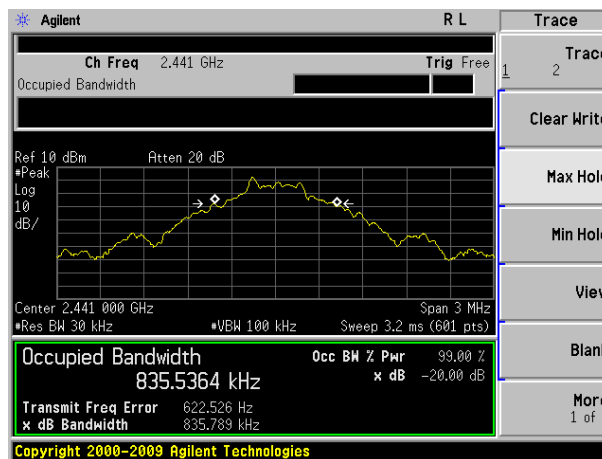 Agilent R L Trace
Ch Freq 2.441 GHz Trig Free
Occupied Bandwidth
Trace
1 2
Clear Write
Max Hold
Min Hold
View
Blank
More
1 of
Ref 10 dBm Atten 20 dB
#Peak
Log
10
dB/
Center 2.441 000 GHz Span 3 MHz
#Res BW 30 kHz #VBW 100 kHz Sweep 3.2 ms (601 pts)
Occupied Bandwidth Occ BW % Pwr 99.00 %
835.5364 kHz x dB -20.00 dB
Transmit Freq Error 622.526 Hz
x dB Bandwidth 835.789 kHz
Copyright 2000-2009 Agilent Technologies